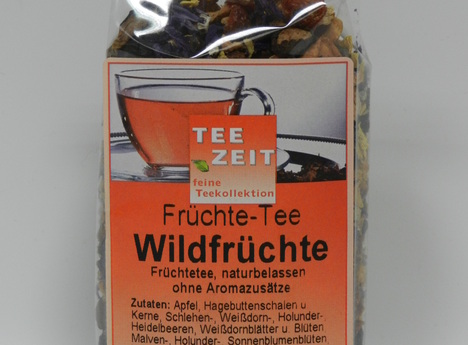 TEE
ZEIT
feine
Teekollektion
Früchte-Tee
Wildfrüchte
Früchtetee, naturbelassen
ohne Aromazusätze
Zutaten: Apfel, Hagebuttenschalen u.
Kerne, Schlehen-, Weißdorn-, Holunder-,
Heidelbeeren, Weißdornblätter u. Blüten,
Malven-, Holunder- Sonnenblumenblüten,